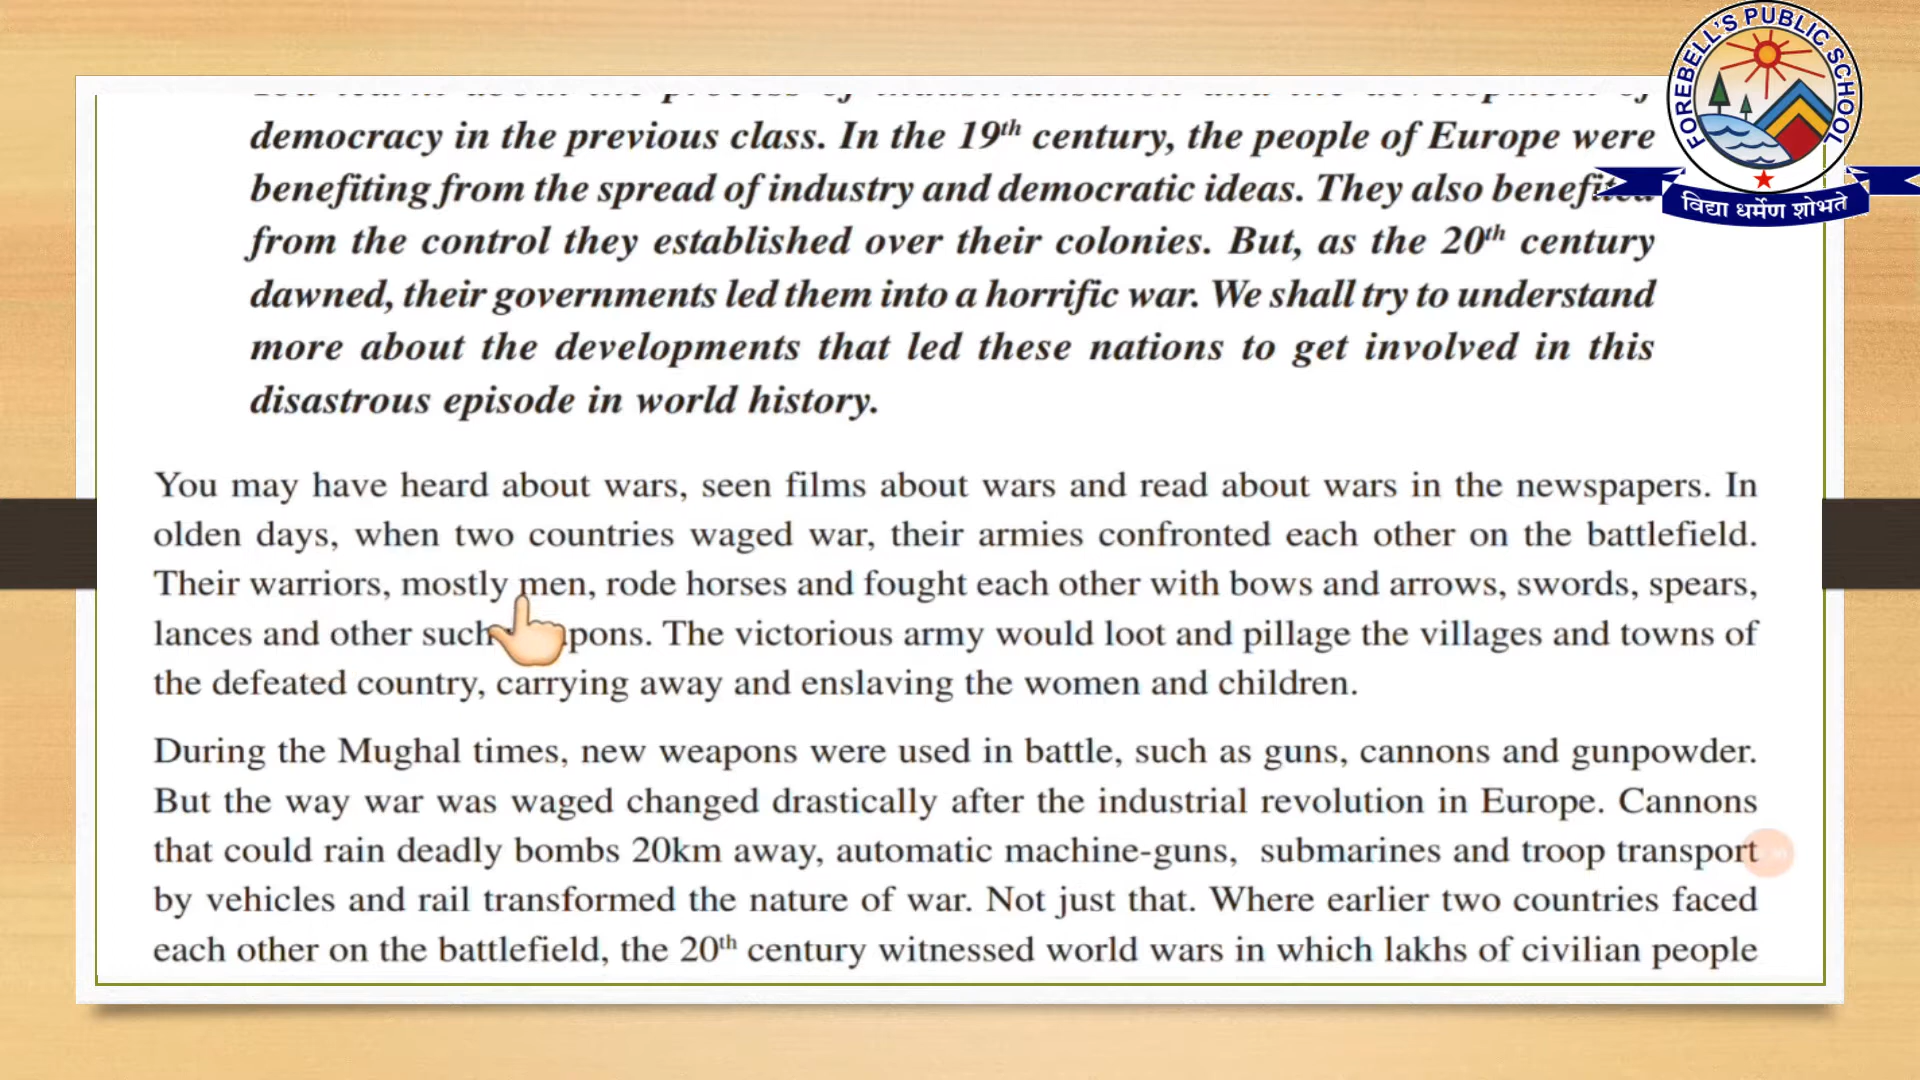 FOREBELL'S PUBLIC SCHOOL
विद्या धर्मेण शोभते
You learnt about the process of industrialisation and the development of
democracy in the previous class. In the 19th century, the people of Europe were
benefiting from the spread of industry and democratic ideas. They also benefited
from the control they established over their colonies. But, as the 20th century
dawned, their governments led them into a horrific war. We shall try to understand
more about the developments that led these nations to get involved in this
disastrous episode in world history.
You may have heard about wars, seen films about wars and read about wars in the newspapers. In
olden days, when two countries waged war, their armies confronted each other on the battlefield.
Their warriors, mostly men, rode horses and fought each other with bows and arrows, swords, spears,
lances and other such pons. The victorious army would loot and pillage the villages and towns of
the defeated country, carrying away and enslaving the women and children.
During the Mughal times, new weapons were used in battle, such as guns, cannons and gunpowder.
But the way war was waged changed drastically after the industrial revolution in Europe. Cannons
that could rain deadly bombs 20km away, automatic machine-guns, submarines and troop transport
by vehicles and rail transformed the nature of war. Not just that. Where earlier two countries faced
each other on the battlefield, the 20th century witnessed world wars in which lakhs of civilian people